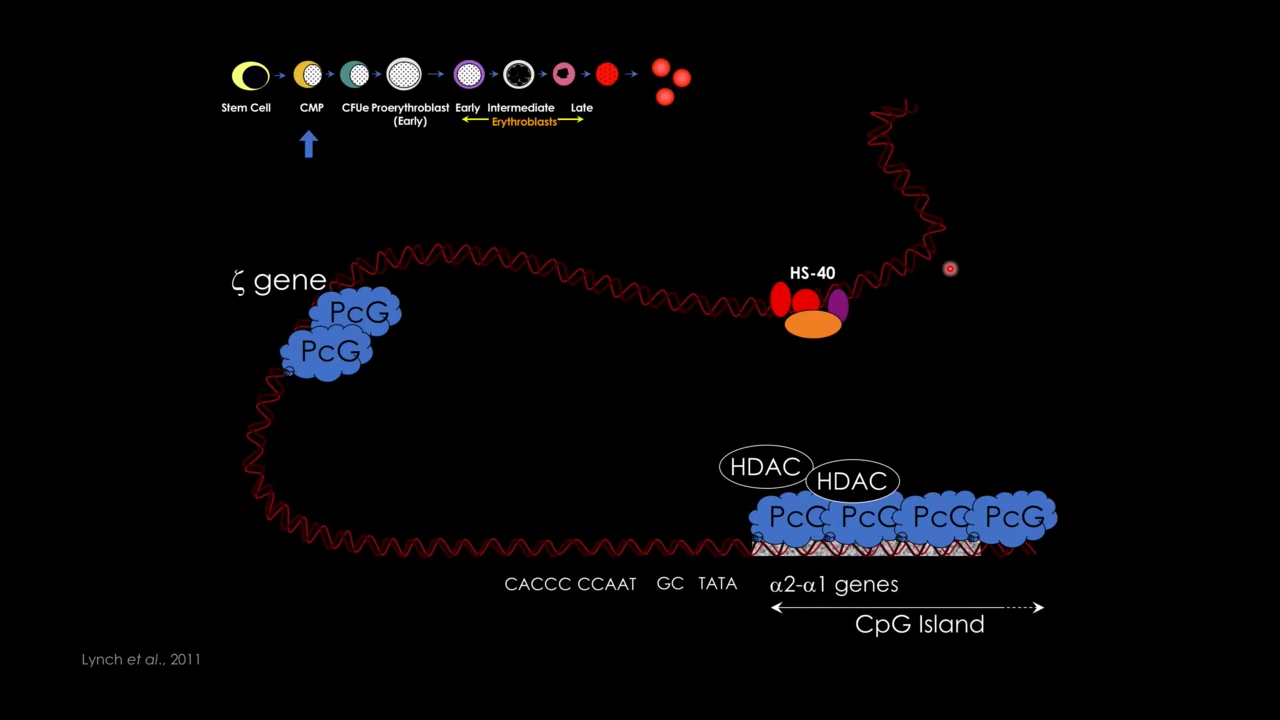 Stem Cell CMP CFUe Proerythroblast Early Intermediate Late
(Early) Erythroblasts
HS-40
ζ gene
PcG
PcG
HDAC
HDAC
PcG PcG PcG PcG
CACCC CCAAT GC TATA α2-α1 genes
CpG Island
Lynch et al., 2011